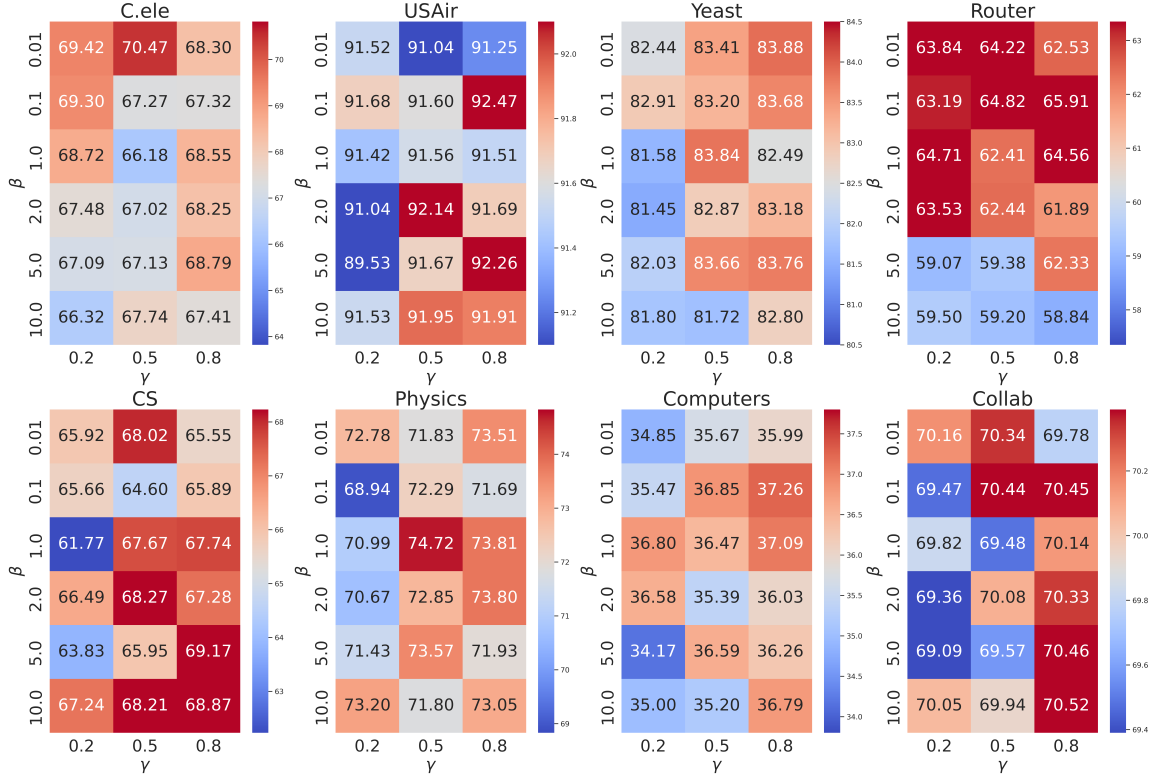 C.ele USAir Yeast Router
0.01 69.42 70.47 68.30 0.01 91.52 91.04 91.25 0.01 82.44 83.41 83.88 0.01 63.84 64.22 62.53
0.1 69.30 67.27 67.32 0.1 91.68 91.60 92.47 0.1 82.91 83.20 83.68 0.1 63.19 64.82 65.91
1.0 68.72 66.18 68.55 1.0 91.42 91.56 91.51 1.0 81.58 83.84 82.49 1.0 64.71 62.41 64.56
β β β β
2.0 67.48 67.02 68.25 2.0 91.04 92.14 91.69 2.0 81.45 82.87 83.18 2.0 63.53 62.44 61.89
5.0 67.09 67.13 68.79 5.0 89.53 91.67 92.26 5.0 82.03 83.66 83.76 5.0 59.07 59.38 62.33
10.0 66.32 67.74 67.41 10.0 91.53 91.95 91.91 10.0 81.80 81.72 82.80 10.0 59.50 59.20 58.84
0.2 0.5 0.8 0.2 0.5 0.8 0.2 0.5 0.8 0.2 0.5 0.8
γ γ γ γ
70 69 68 67 66 65 64
92.0 91.8 91.6 91.4 91.2
84.5 84.0 83.5 83.0 82.5 82.0 81.5 81.0 80.5
63 62 61 60 59 58
CS Physics Computers Collab
0.01 65.92 68.02 65.55 0.01 72.78 71.83 73.51 0.01 34.85 35.67 35.99 0.01 70.16 70.34 69.78
0.1 65.66 64.60 65.89 0.1 68.94 72.29 71.69 0.1 35.47 36.85 37.26 0.1 69.47 70.44 70.45
1.0 61.77 67.67 67.74 1.0 70.99 74.72 73.81 1.0 36.80 36.47 37.09 1.0 69.82 69.48 70.14
β β β β
2.0 66.49 68.27 67.28 2.0 70.67 72.85 73.80 2.0 36.58 35.39 36.03 2.0 69.36 70.08 70.33
5.0 63.83 65.95 69.17 5.0 71.43 73.57 71.93 5.0 34.17 36.59 36.26 5.0 69.09 69.57 70.46
10.0 67.24 68.21 68.87 10.0 73.20 71.80 73.05 10.0 35.00 35.20 36.79 10.0 70.05 69.94 70.52
0.2 0.5 0.8 0.2 0.5 0.8 0.2 0.5 0.8 0.2 0.5 0.8
γ γ γ γ
68 67 66 65 64 63
74 73 72 71 70 69
37.5 37.0 36.5 36.0 35.5 35.0 34.5 34.0
70.2 70.0 69.8 69.6 69.4